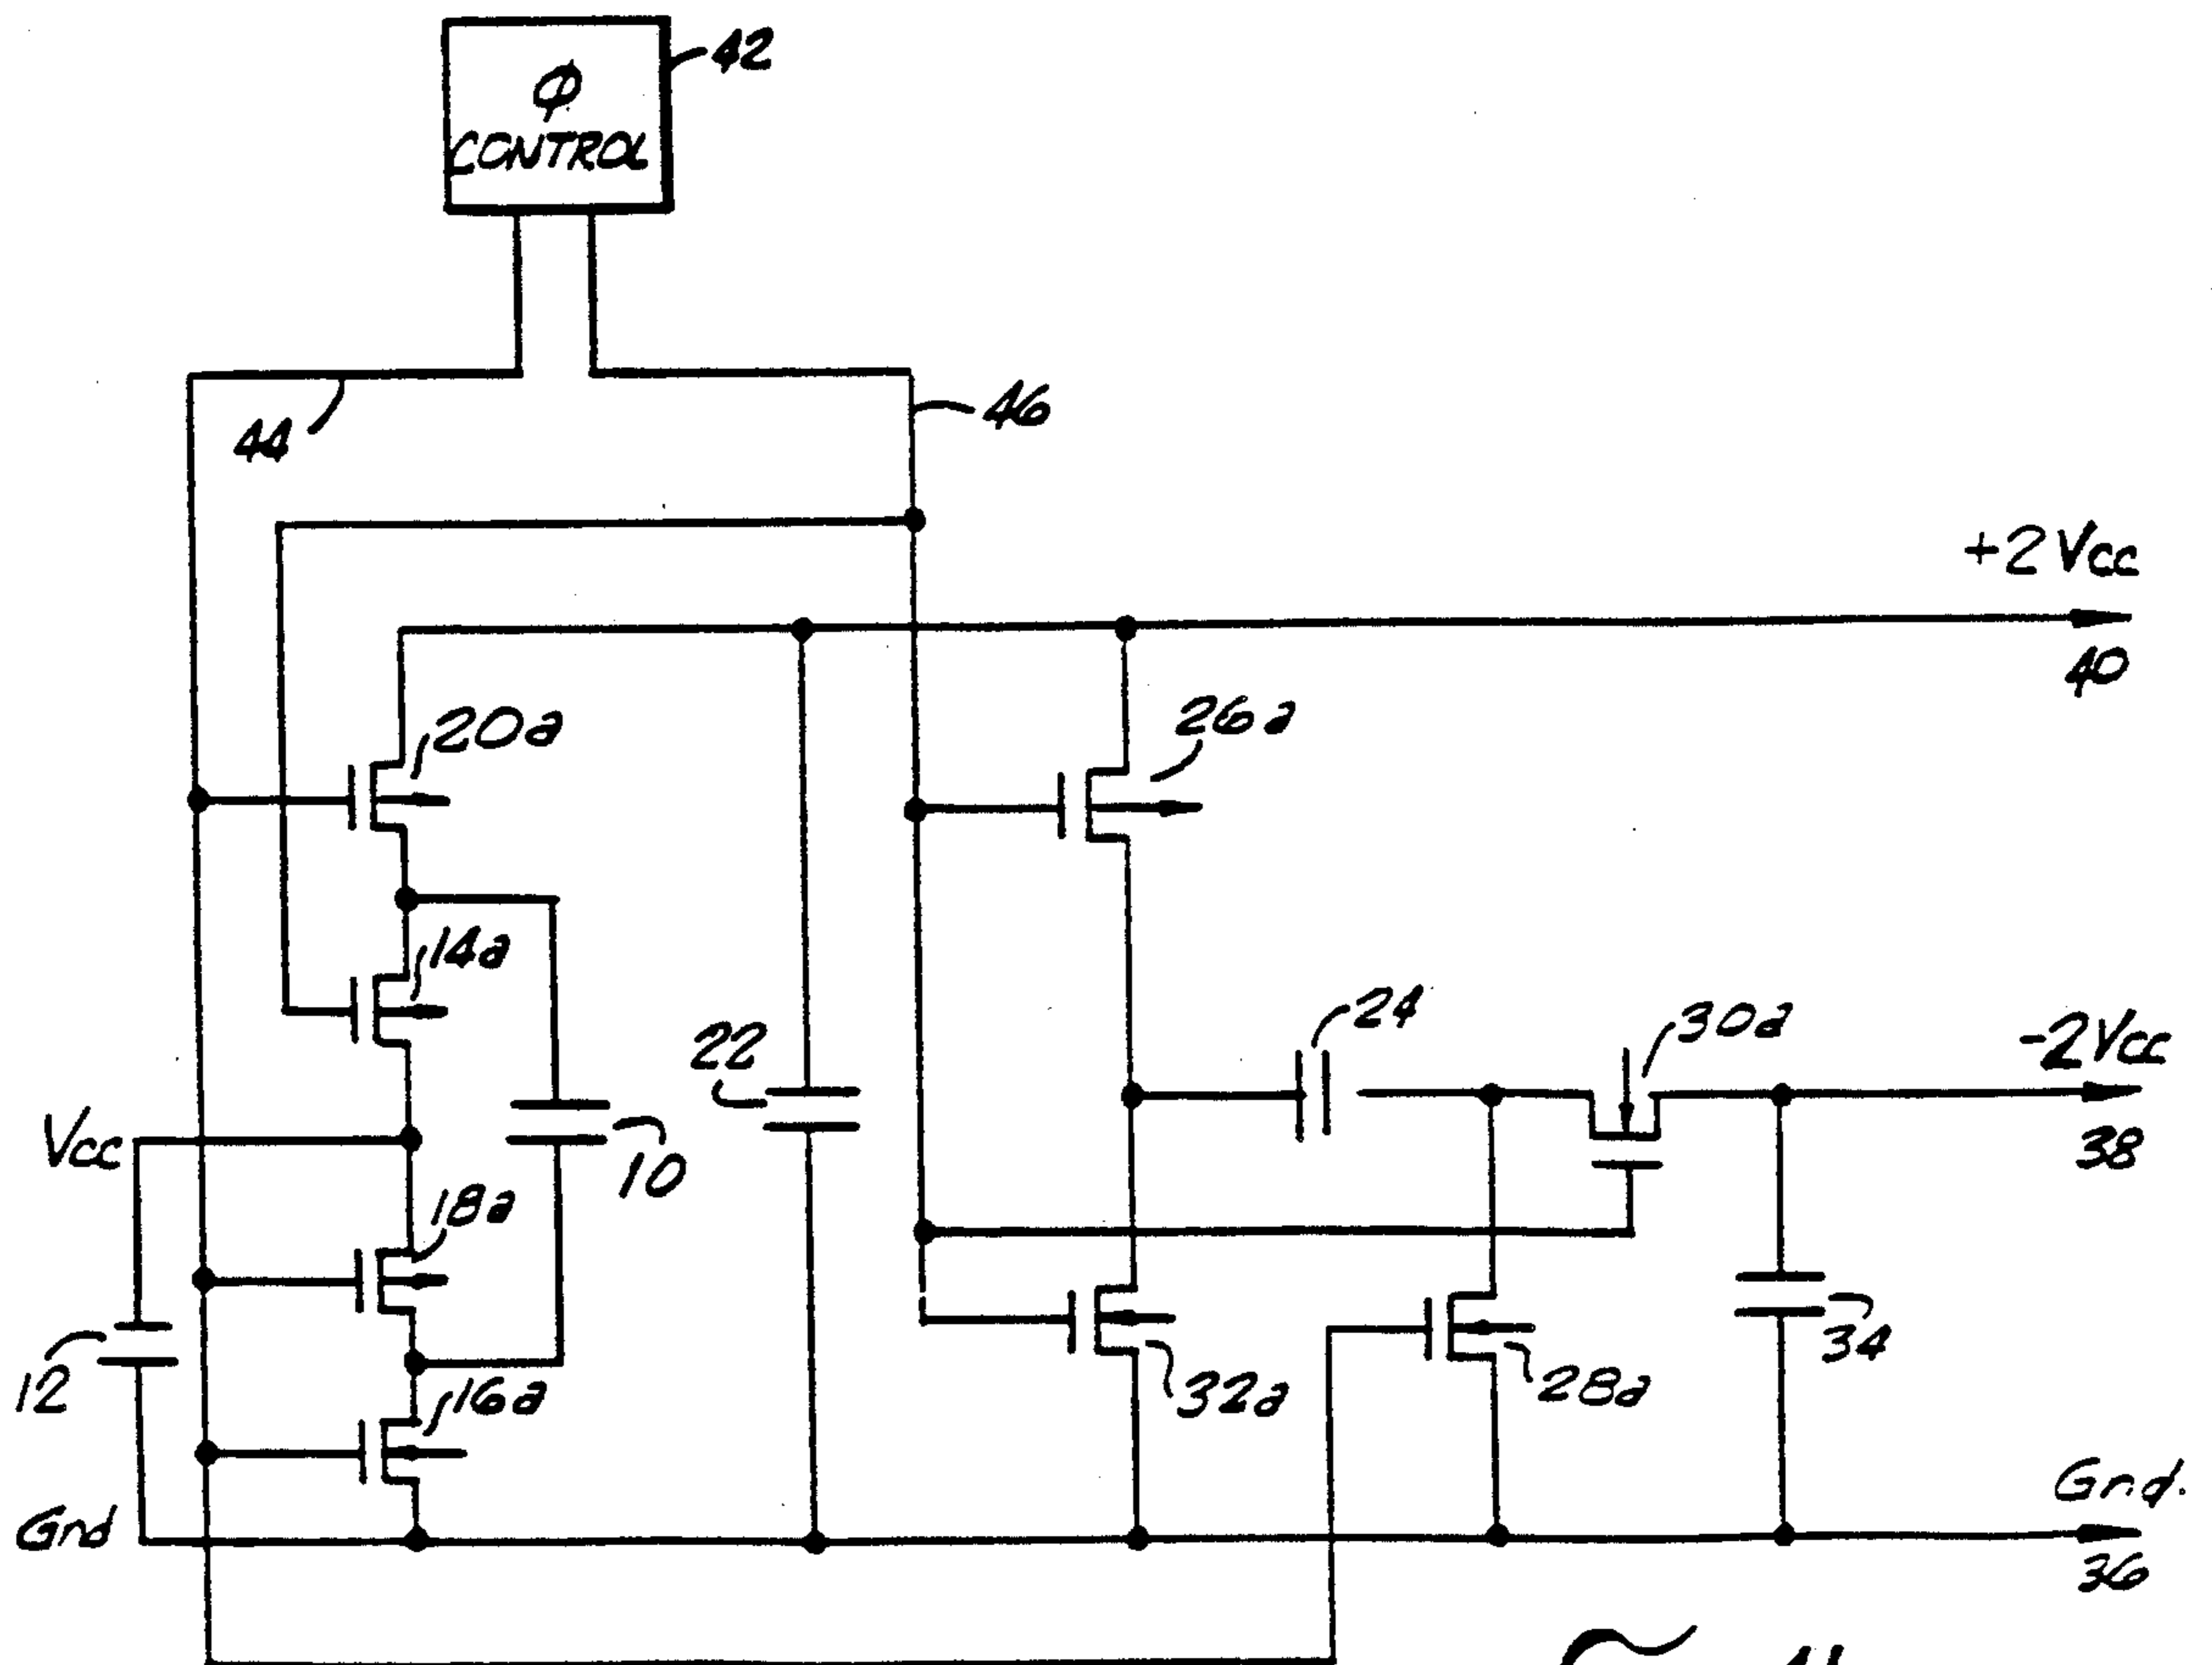 42
Φ
CONTROL
44
46
+2Vcc
40
20a
26a
14a
22
24
30a
-2Vcc
38
Vcc
10
18a
12
32a
28a
34
16a
Gnd
Gnd.
36